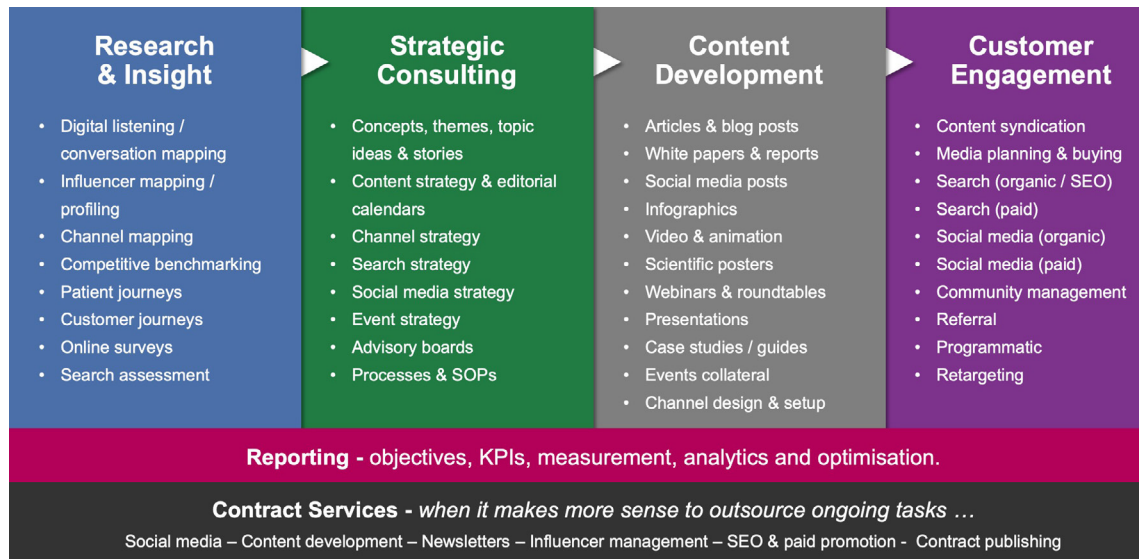 Research
& Insight
• Digital listening /
conversation mapping
• Influencer mapping /
profiling
• Channel mapping
• Competitive benchmarking
• Patient journeys
• Customer journeys
• Online surveys
• Search assessment
Strategic
Consulting
• Concepts, themes, topic
ideas & stories
• Content strategy & editorial
calendars
• Channel strategy
• Search strategy
• Social media strategy
• Event strategy
• Advisory boards
• Processes & SOPs
Content
Development
• Articles & blog posts
• White papers & reports
• Social media posts
• Infographics
• Video & animation
• Scientific posters
• Webinars & roundtables
• Presentations
• Case studies / guides
• Events collateral
• Channel design & setup
Customer
Engagement
• Content syndication
• Media planning & buying
• Search (organic / SEO)
• Search (paid)
• Social media (organic)
• Social media (paid)
• Community management
• Referral
• Programmatic
• Retargeting
Reporting - objectives, KPIs, measurement, analytics and optimisation.
Contract Services - when it makes more sense to outsource ongoing tasks …
Social media – Content development – Newsletters – Influencer management – SEO & paid promotion - Contract publishing